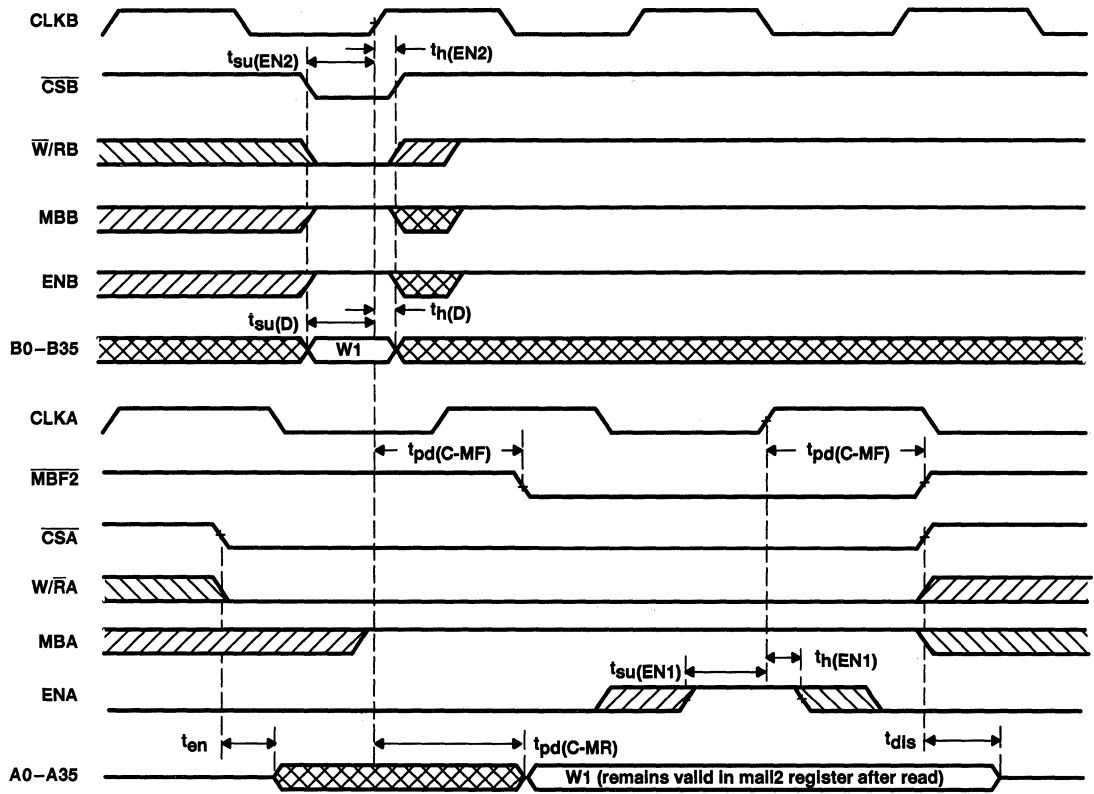 CLKB
tsu(EN2)
th(EN2)
CSB
W/RB
MBB
ENB
tsu(D)
th(D)
B0–B35
W1
CLKA
tpd(C-MF)
tpd(C-MF)
MBF2
CSA
W/RA
MBA
tsu(EN1)
th(EN1)
ENA
ten
tpd(C-MR)
tdis
A0–A35
W1 (remains valid in mail2 register after read)